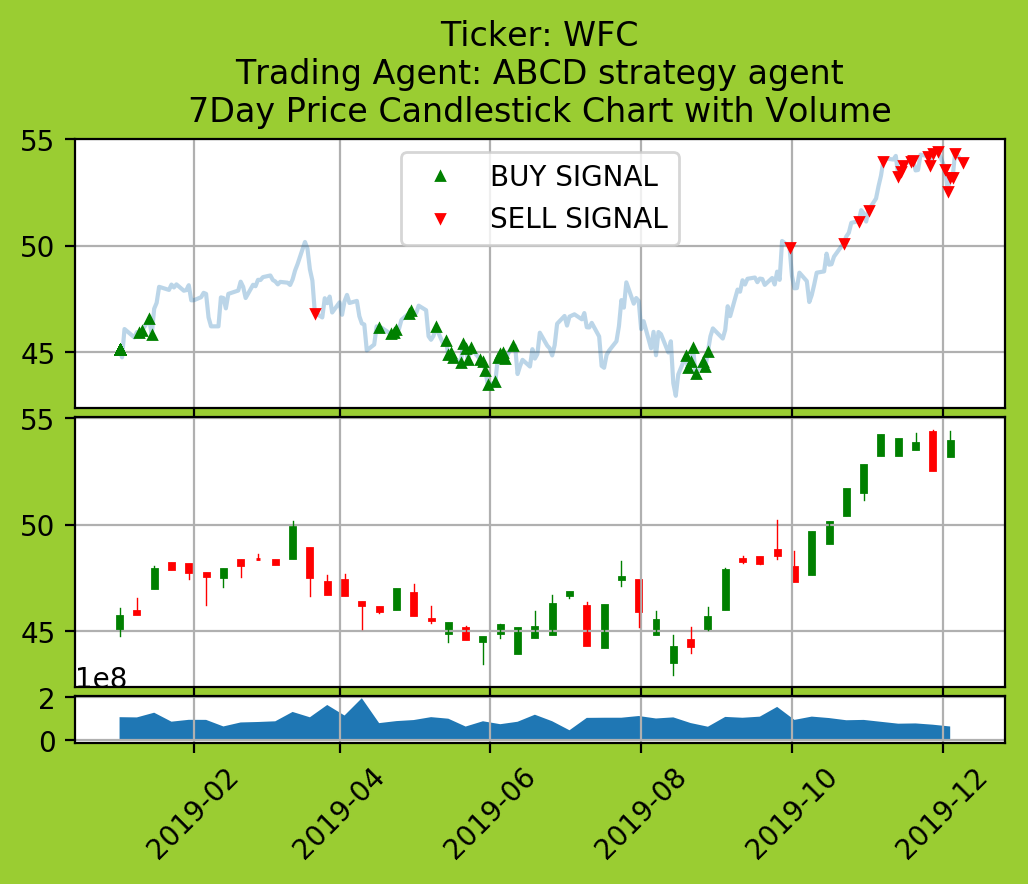 Ticker: WFC
Trading Agent: ABCD strategy agent
7Day Price Candlestick Chart with Volume
55
50
45
BUY SIGNAL
SELL SIGNAL
55
50
45
1e8
2
0
2019-02
2019-04
2019-06
2019-08
2019-10
2019-12